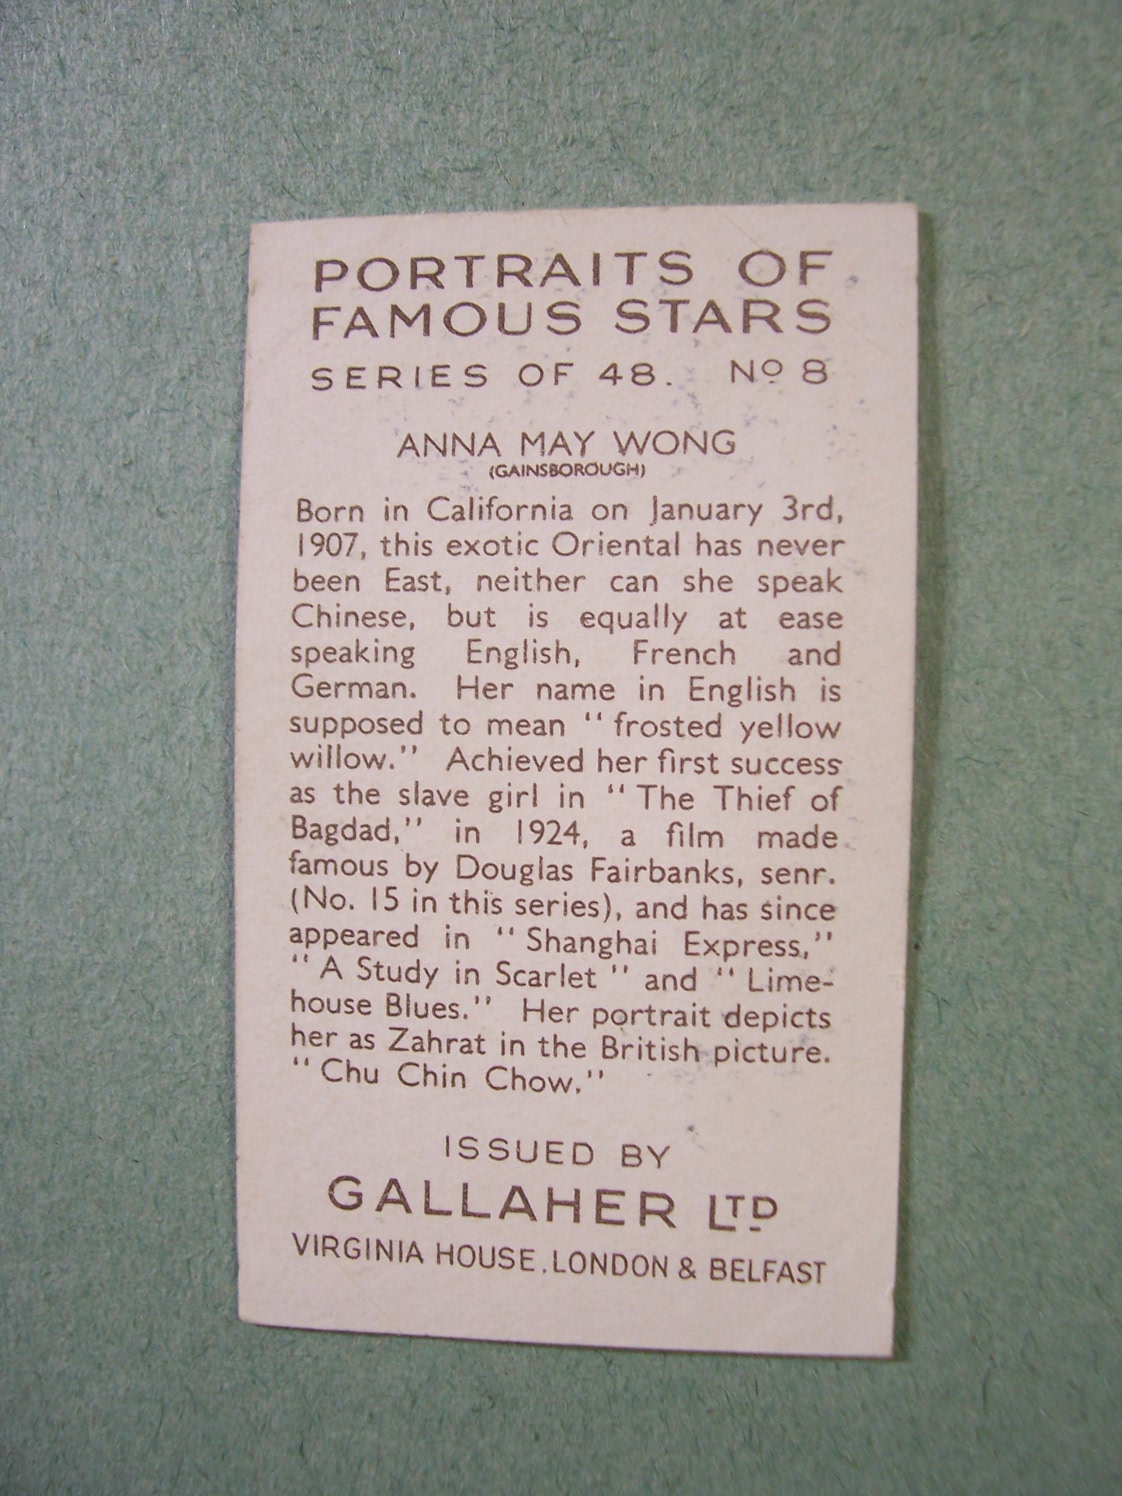 PORTRAITS OF
FAMOUS STARS
SERIES OF 48. Nº 8
ANNA MAY WONG
(GAINSBOROUGH)
Born in California on January 3rd,
1907, this exotic Oriental has never
been East, neither can she speak
Chinese, but is equally at ease
speaking English, French and
German. Her name in English is
supposed to mean "frosted yellow
willow." Achieved her first success
as the slave girl in "The Thief of
Bagdad," in 1924, a film made
famous by Douglas Fairbanks, senr.
(No. 15 in this series), and has since
appeared in "Shanghai Express,"
"A Study in Scarlet" and "Lime-
house Blues." Her portrait depicts
her as Zahrat in the British picture.
"Chu Chin Chow."
ISSUED BY
GALLAHER LTD
VIRGINIA HOUSE, LONDON & BELFAST